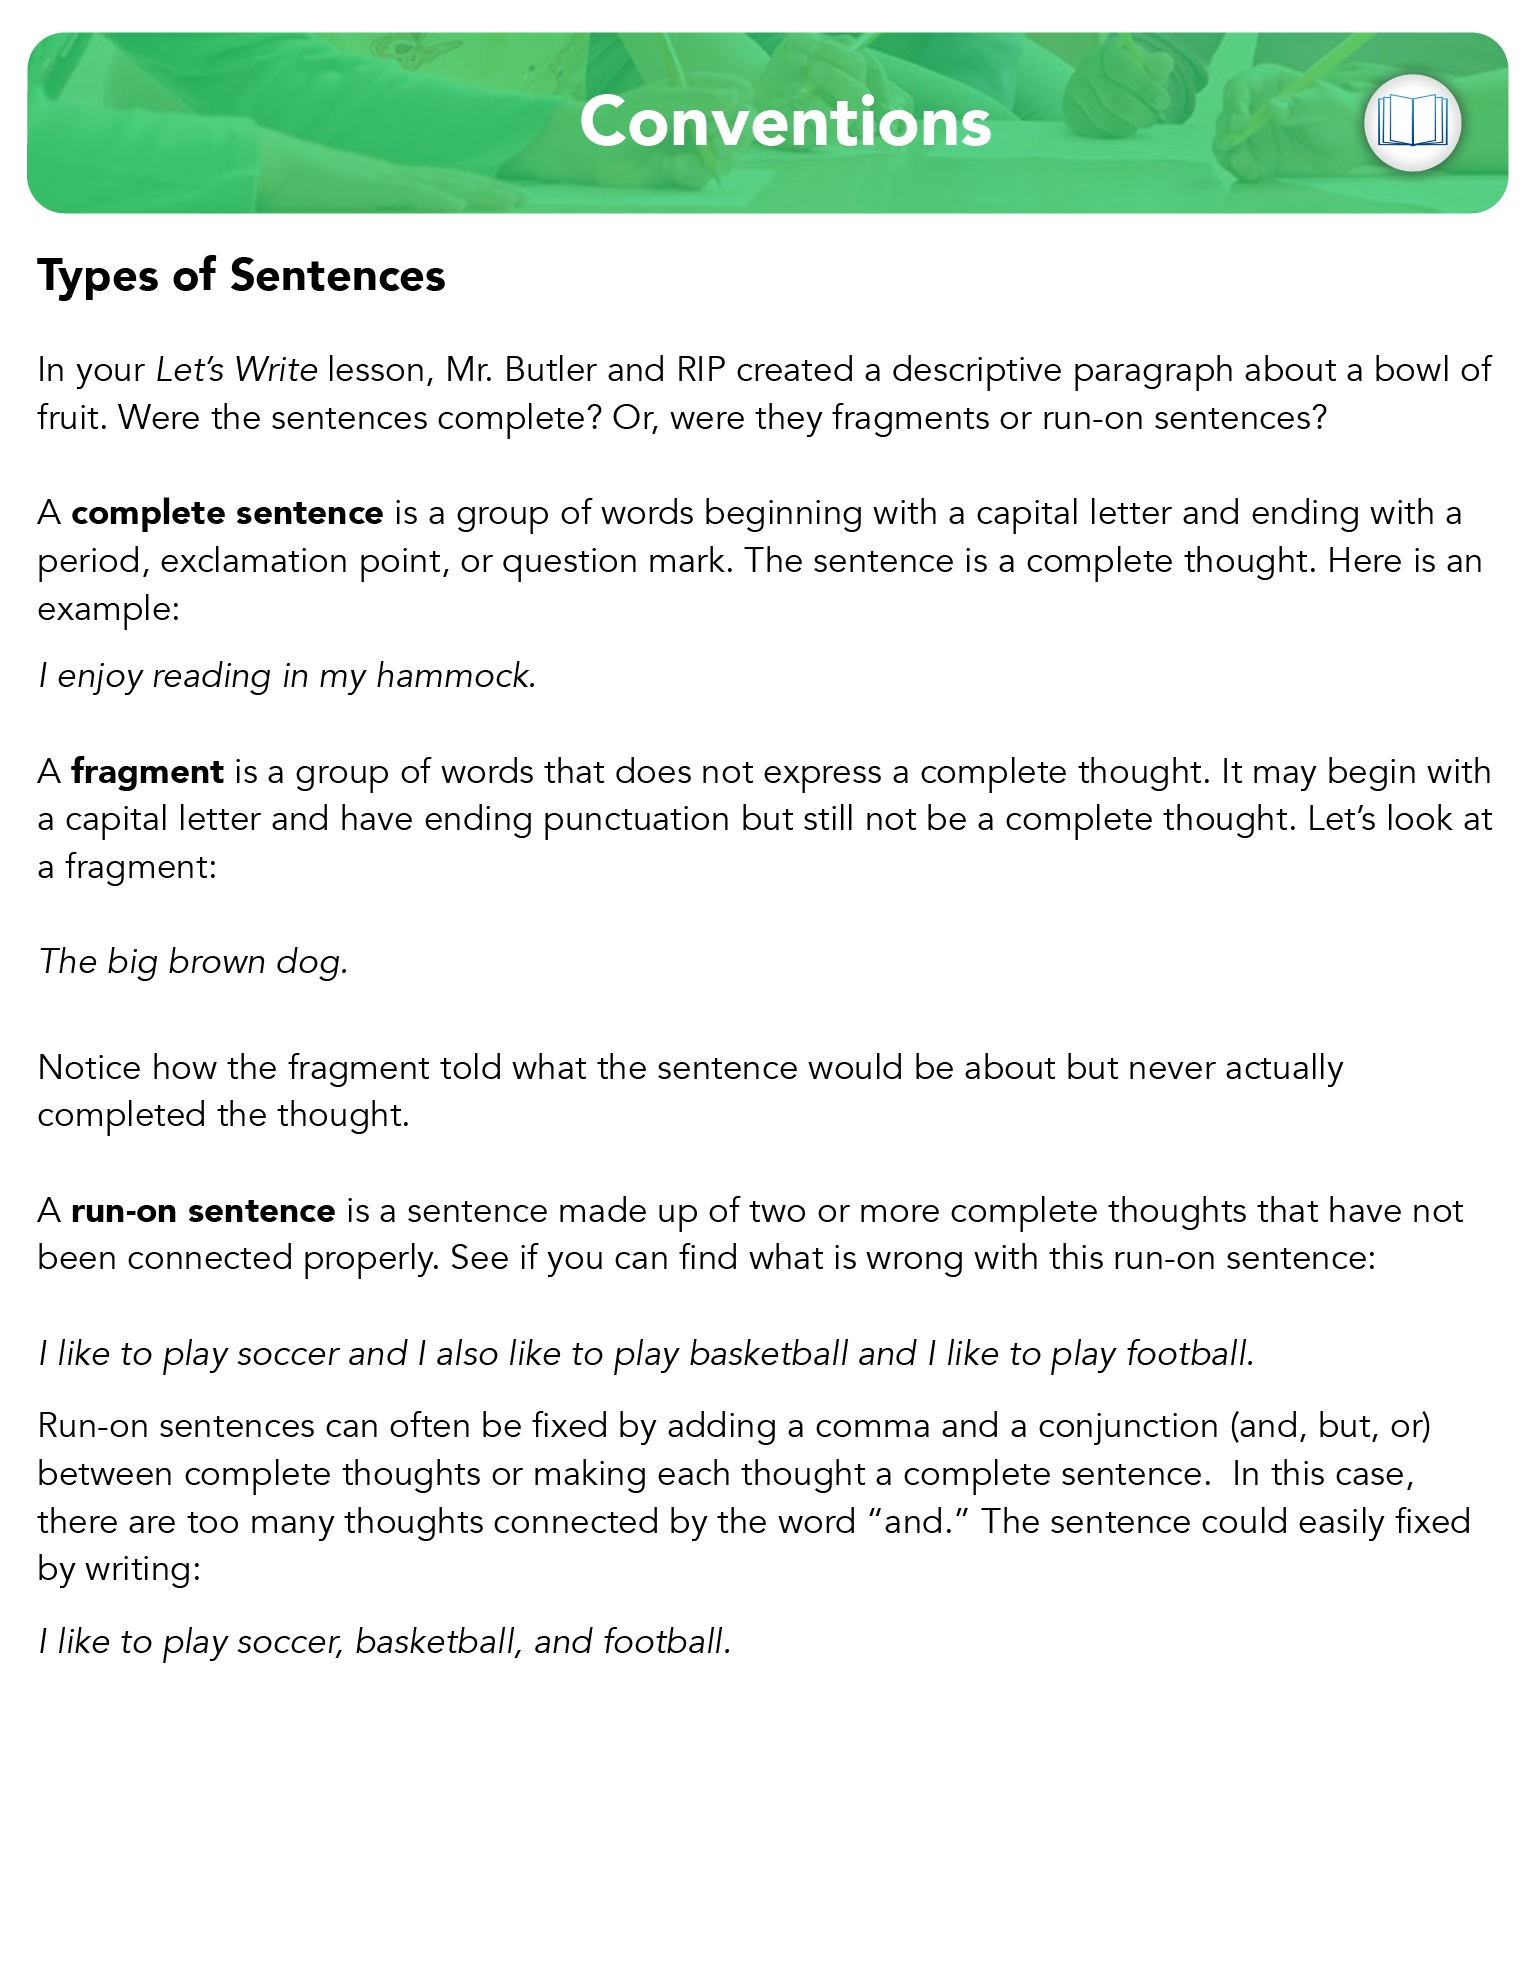 Conventions
Types of Sentences
In your Let’s Write lesson, Mr. Butler and RIP created a descriptive paragraph about a bowl of
fruit. Were the sentences complete? Or, were they fragments or run-on sentences?
A complete sentence is a group of words beginning with a capital letter and ending with a
period, exclamation point, or question mark. The sentence is a complete thought. Here is an
example:
I enjoy reading in my hammock.
A fragment is a group of words that does not express a complete thought. It may begin with
a capital letter and have ending punctuation but still not be a complete thought. Let’s look at
a fragment:
The big brown dog.
Notice how the fragment told what the sentence would be about but never actually
completed the thought.
A run-on sentence is a sentence made up of two or more complete thoughts that have not
been connected properly. See if you can find what is wrong with this run-on sentence:
I like to play soccer and I also like to play basketball and I like to play football.
Run-on sentences can often be fixed by adding a comma and a conjunction (and, but, or)
between complete thoughts or making each thought a complete sentence.  In this case,
there are too many thoughts connected by the word “and.” The sentence could easily fixed
by writing:
I like to play soccer, basketball, and football.